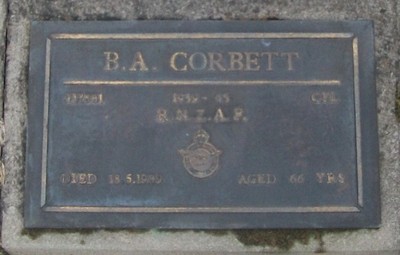 B.A. CORBETT
1939 - 45 CPL
R.N.Z.A.F.
DIED AGED 66 YRS